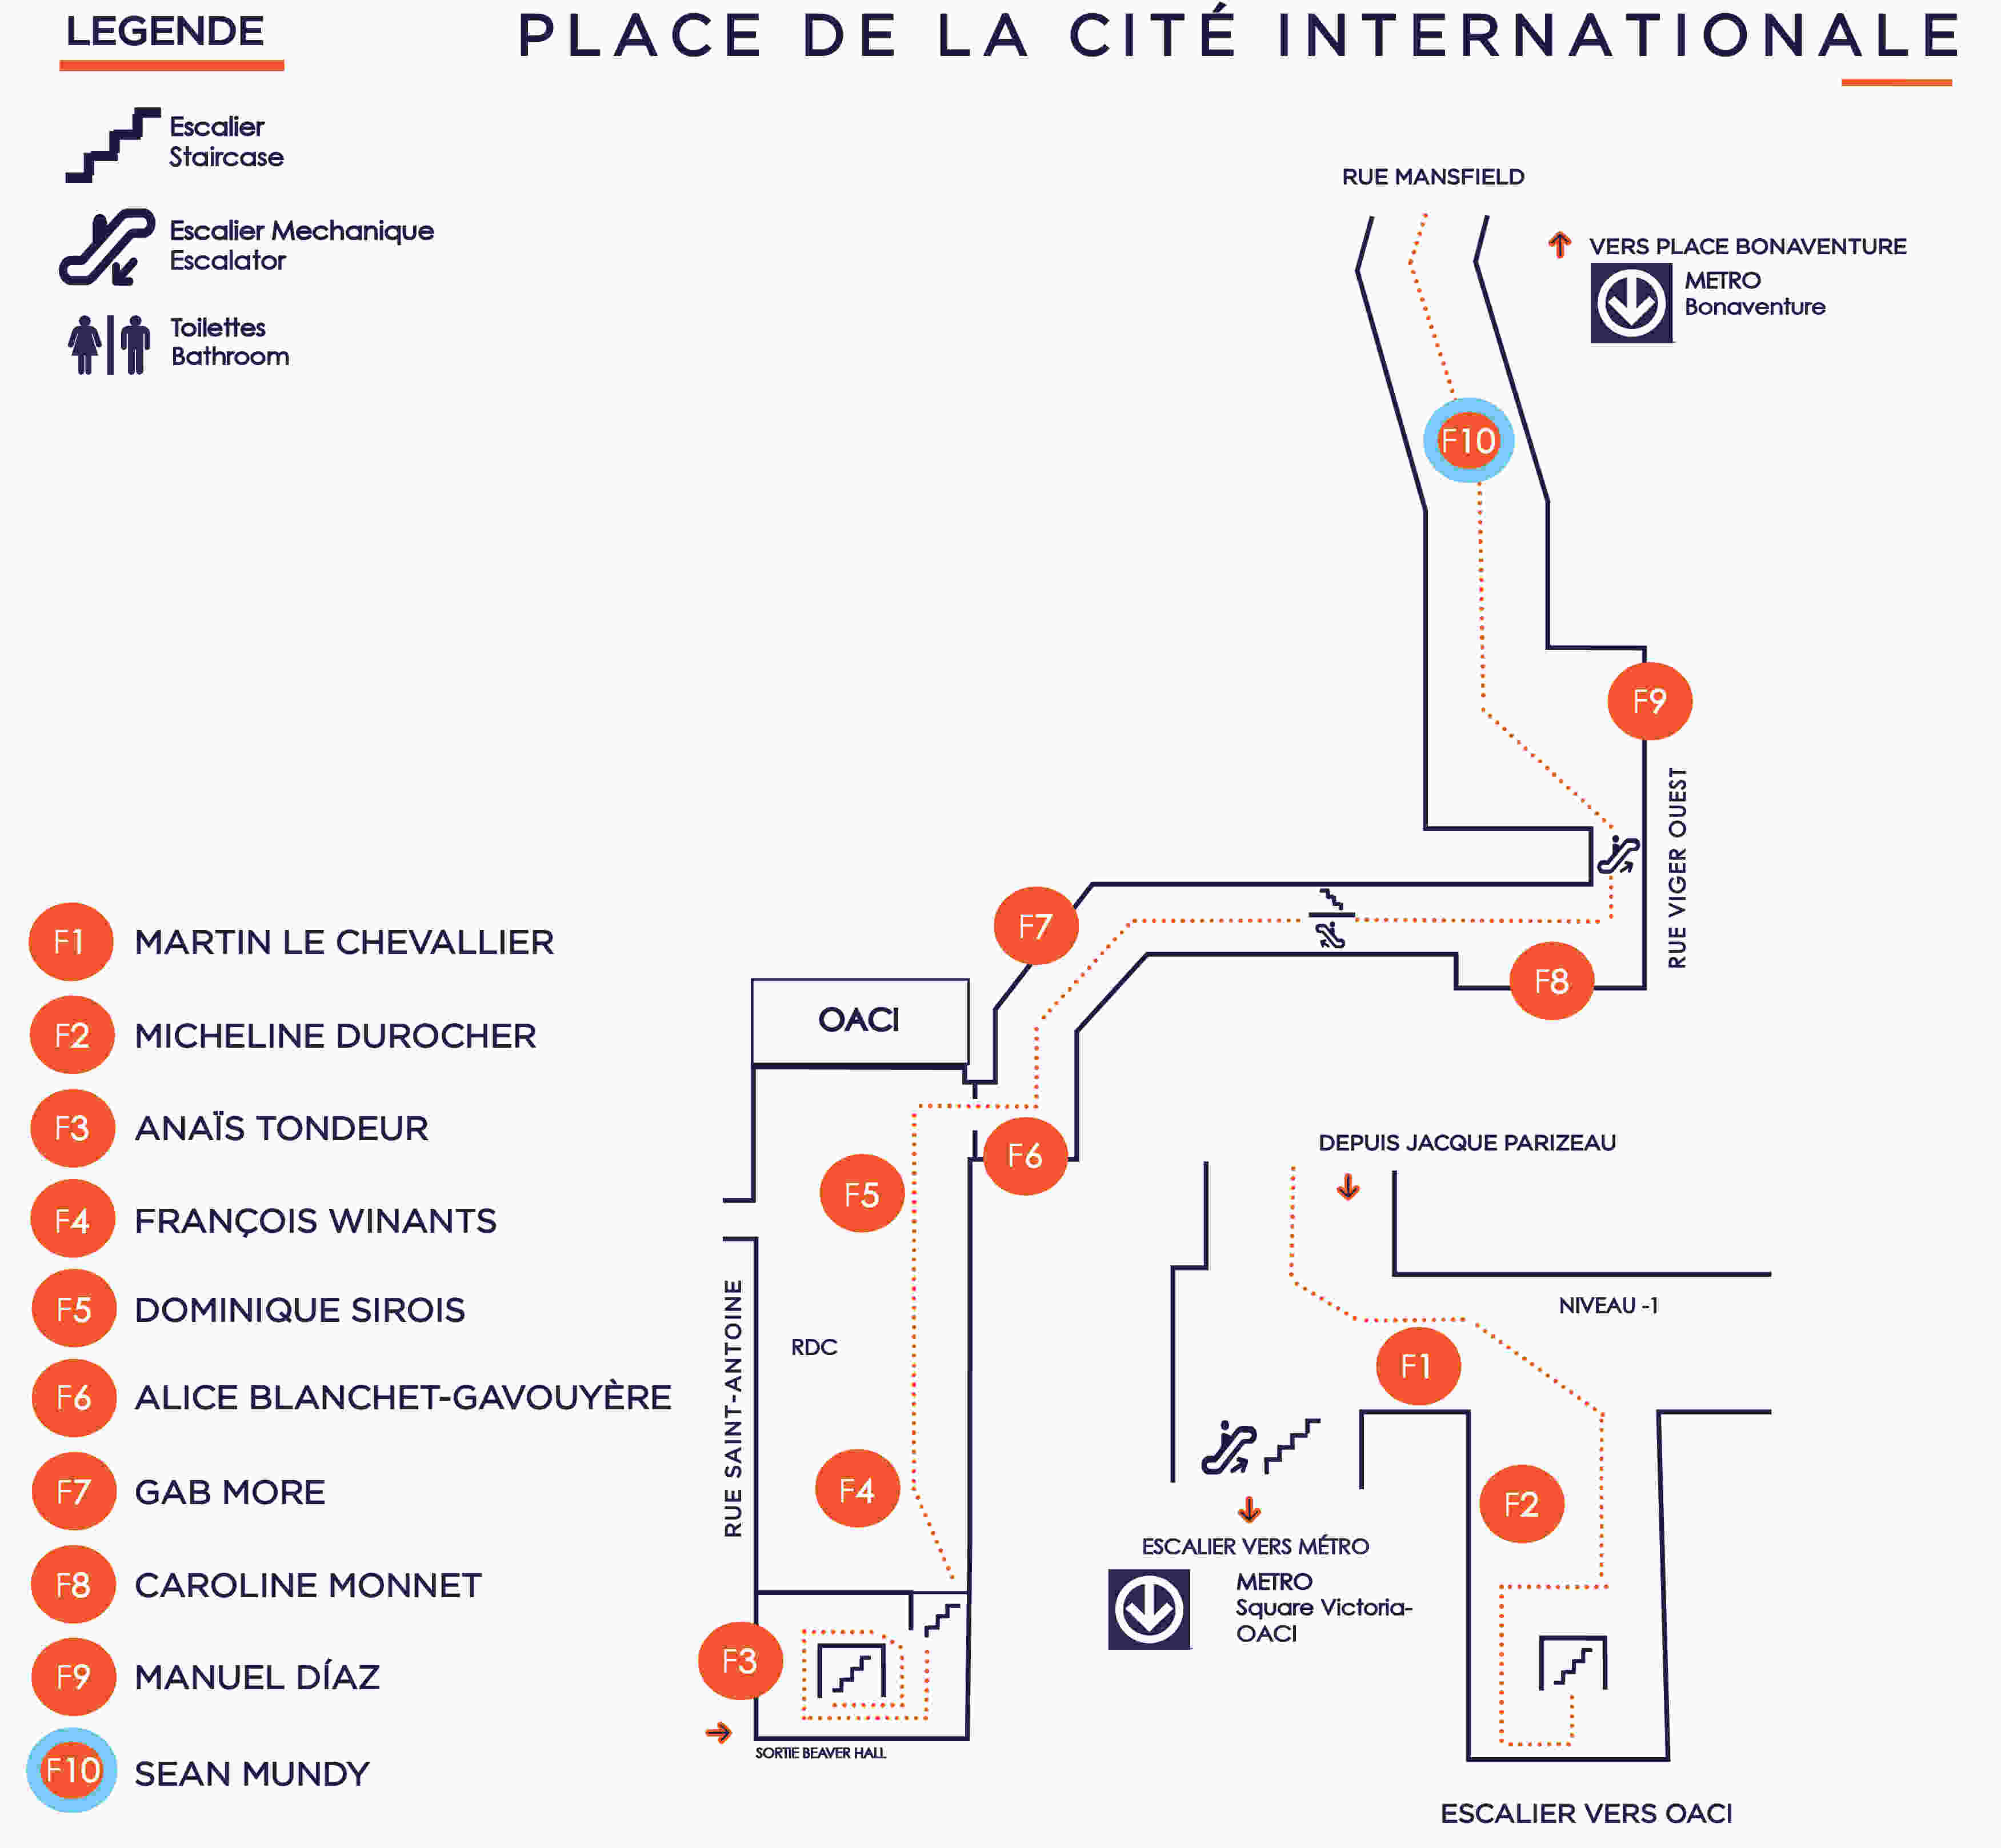 LEGENDE
PLACE DE LA CITÉ INTERNATIONALE
Escalier
Staircase
Escalier Mechanique
Escalator
Toilettes
Bathroom
RUE MANSFIELD
VERS PLACE BONAVENTURE
METRO
Bonaventure
F10
F9
RUE VIGER OUEST
F7
F8
OACI
F6
F5
RUE SAINT-ANTOINE
RDC
F4
F3
SORTIE BEAVER HALL
DEPUIS JACQUE PARIZEAU
NIVEAU -1
F1
F2
ESCALIER VERS MÉTRO
METRO
Square Victoria-
OACI
ESCALIER VERS OACI
F1 MARTIN LE CHEVALLIER
F2 MICHELINE DUROCHER
F3 ANAÏS TONDEUR
F4 FRANÇOIS WINANTS
F5 DOMINIQUE SIROIS
F6 ALICE BLANCHET-GAVOUYÈRE
F7 GAB MORE
F8 CAROLINE MONNET
F9 MANUEL DÍAZ
F10 SEAN MUNDY